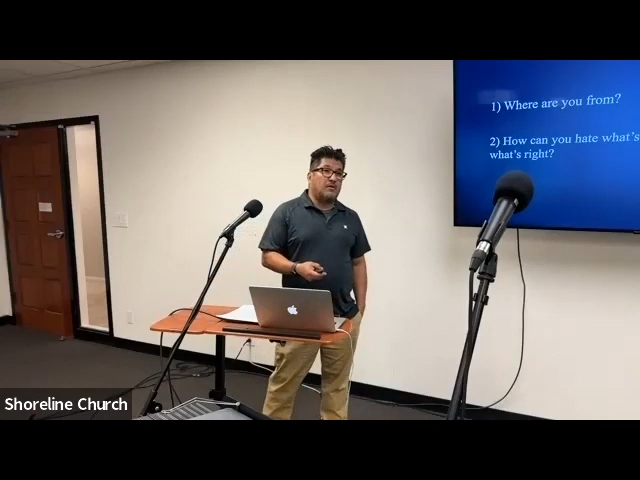 1) Where are you from?
2) How can you hate what's
what's right?
Shoreline Church